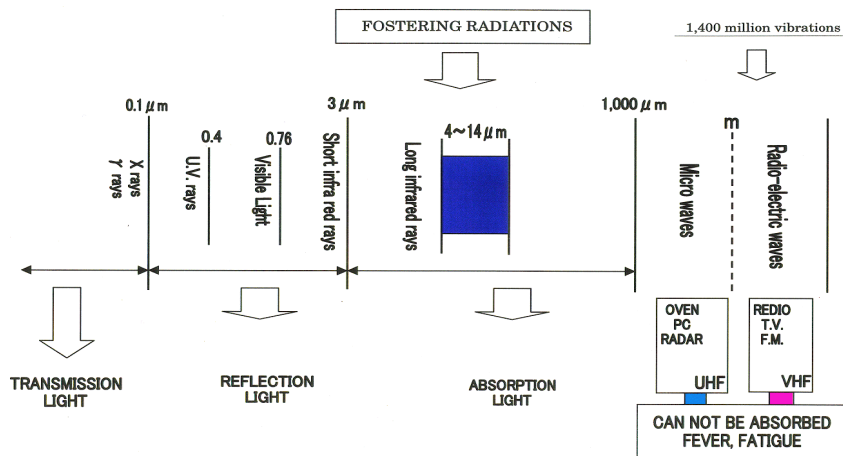 FOSTERING RADIATIONS
1,400 million vibrations
0.1 μm
3 μm
1,000 μm
0.4
0.76
4~14 μm
m
X rays
γ rays
U.V. rays
Visible Light
Short infra red rays
Long infrared rays
Micro waves
Radio-electric waves
OVEN
PC
RADAR
UHF
REDIO
T.V.
F.M.
VHF
TRANSMISSION
LIGHT
REFLECTION
LIGHT
ABSORPTION
LIGHT
CAN NOT BE ABSORBED
FEVER, FATIGUE